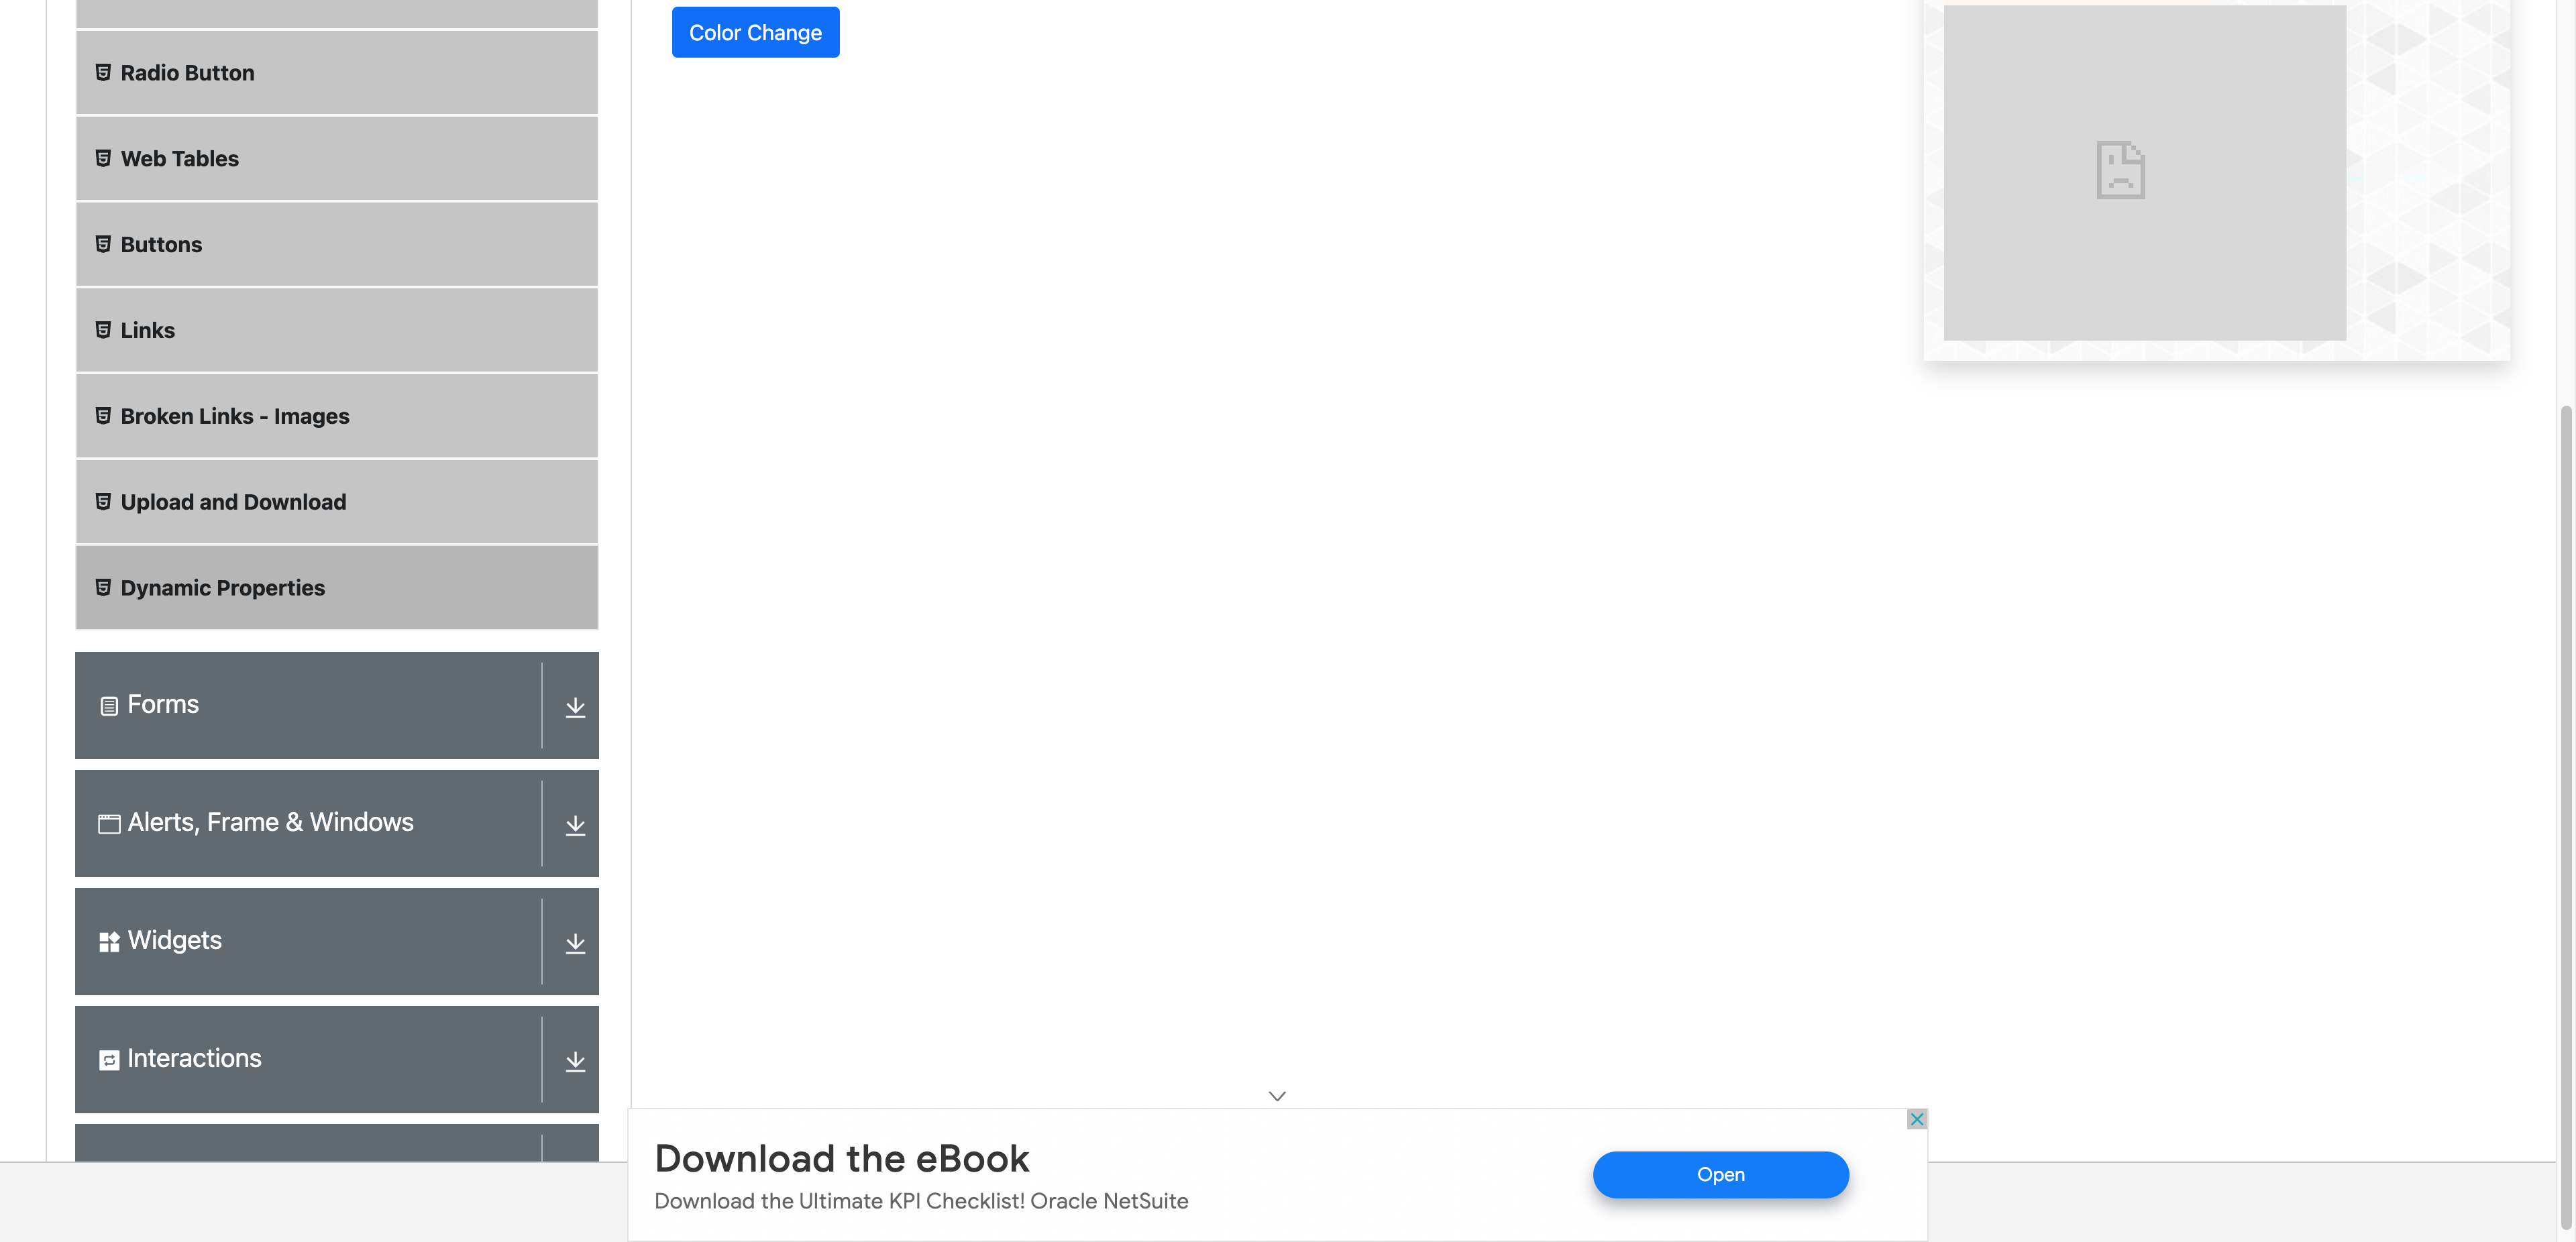 Color Change
Radio Button
Web Tables
Buttons
Links
Broken Links - Images
Upload and Download
Dynamic Properties
Forms
Alerts, Frame & Windows
Widgets
Interactions
Download the eBook
Download the Ultimate KPI Checklist! Oracle NetSuite
Open